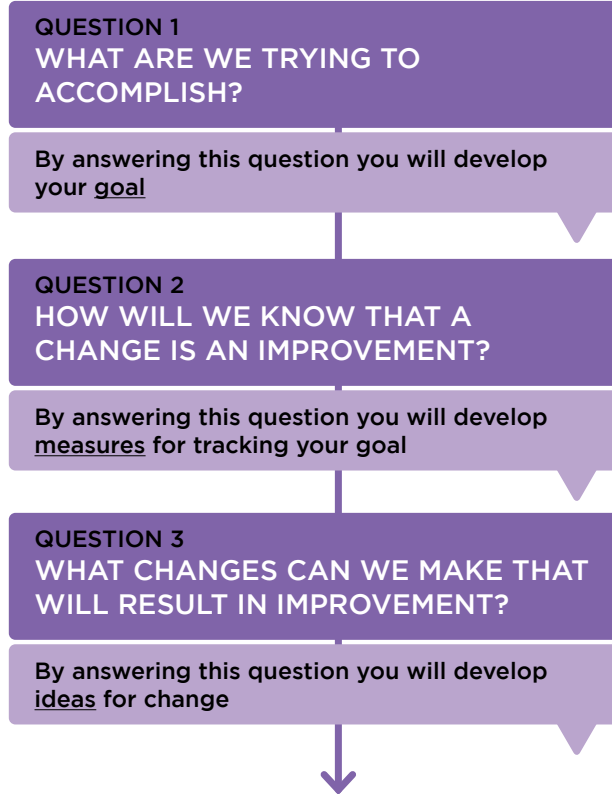 QUESTION 1
WHAT ARE WE TRYING TO
ACCOMPLISH?
By answering this question you will develop
your goal
QUESTION 2
HOW WILL WE KNOW THAT A
CHANGE IS AN IMPROVEMENT?
By answering this question you will develop
measures for tracking your goal
QUESTION 3
WHAT CHANGES CAN WE MAKE THAT
WILL RESULT IN IMPROVEMENT?
By answering this question you will develop
ideas for change